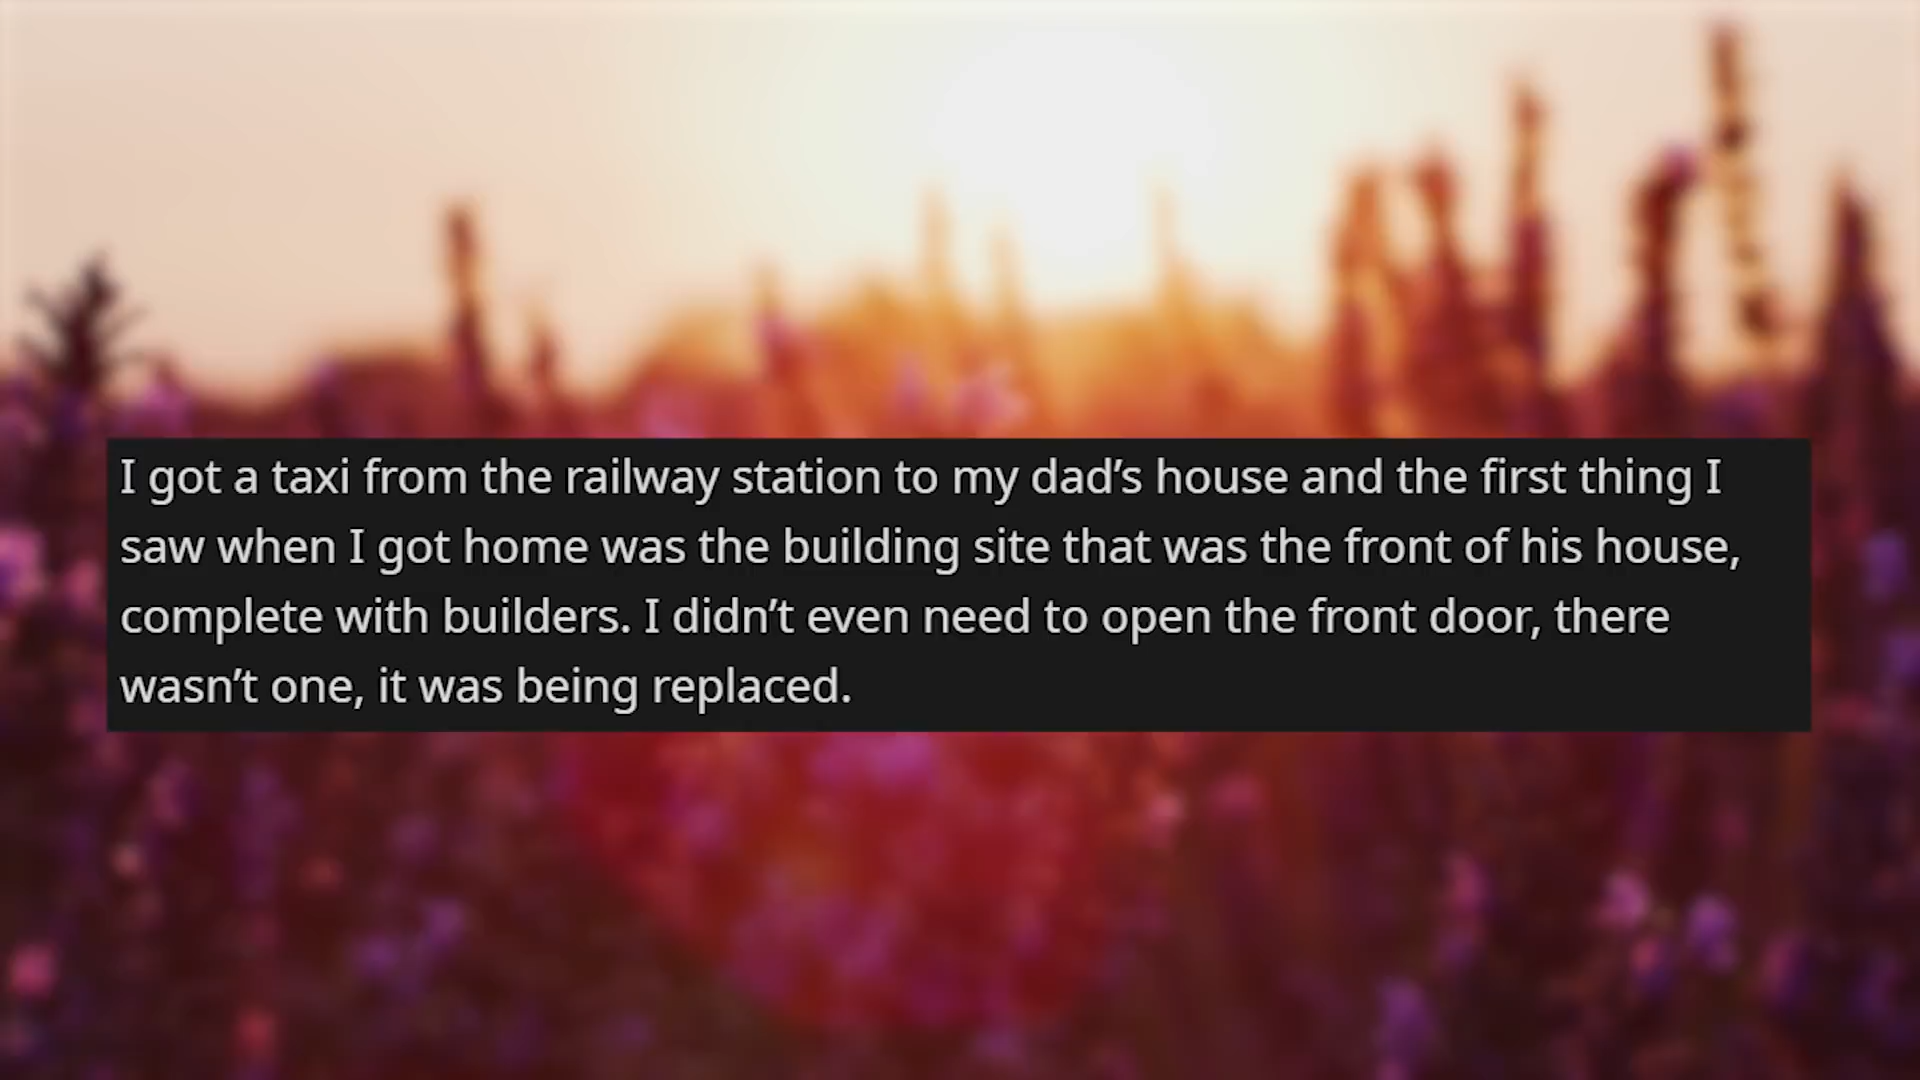 I got a taxi from the railway station to my dad’s house and the first thing I
saw when I got home was the building site that was the front of his house,
complete with builders. I didn’t even need to open the front door, there
wasn’t one, it was being replaced.